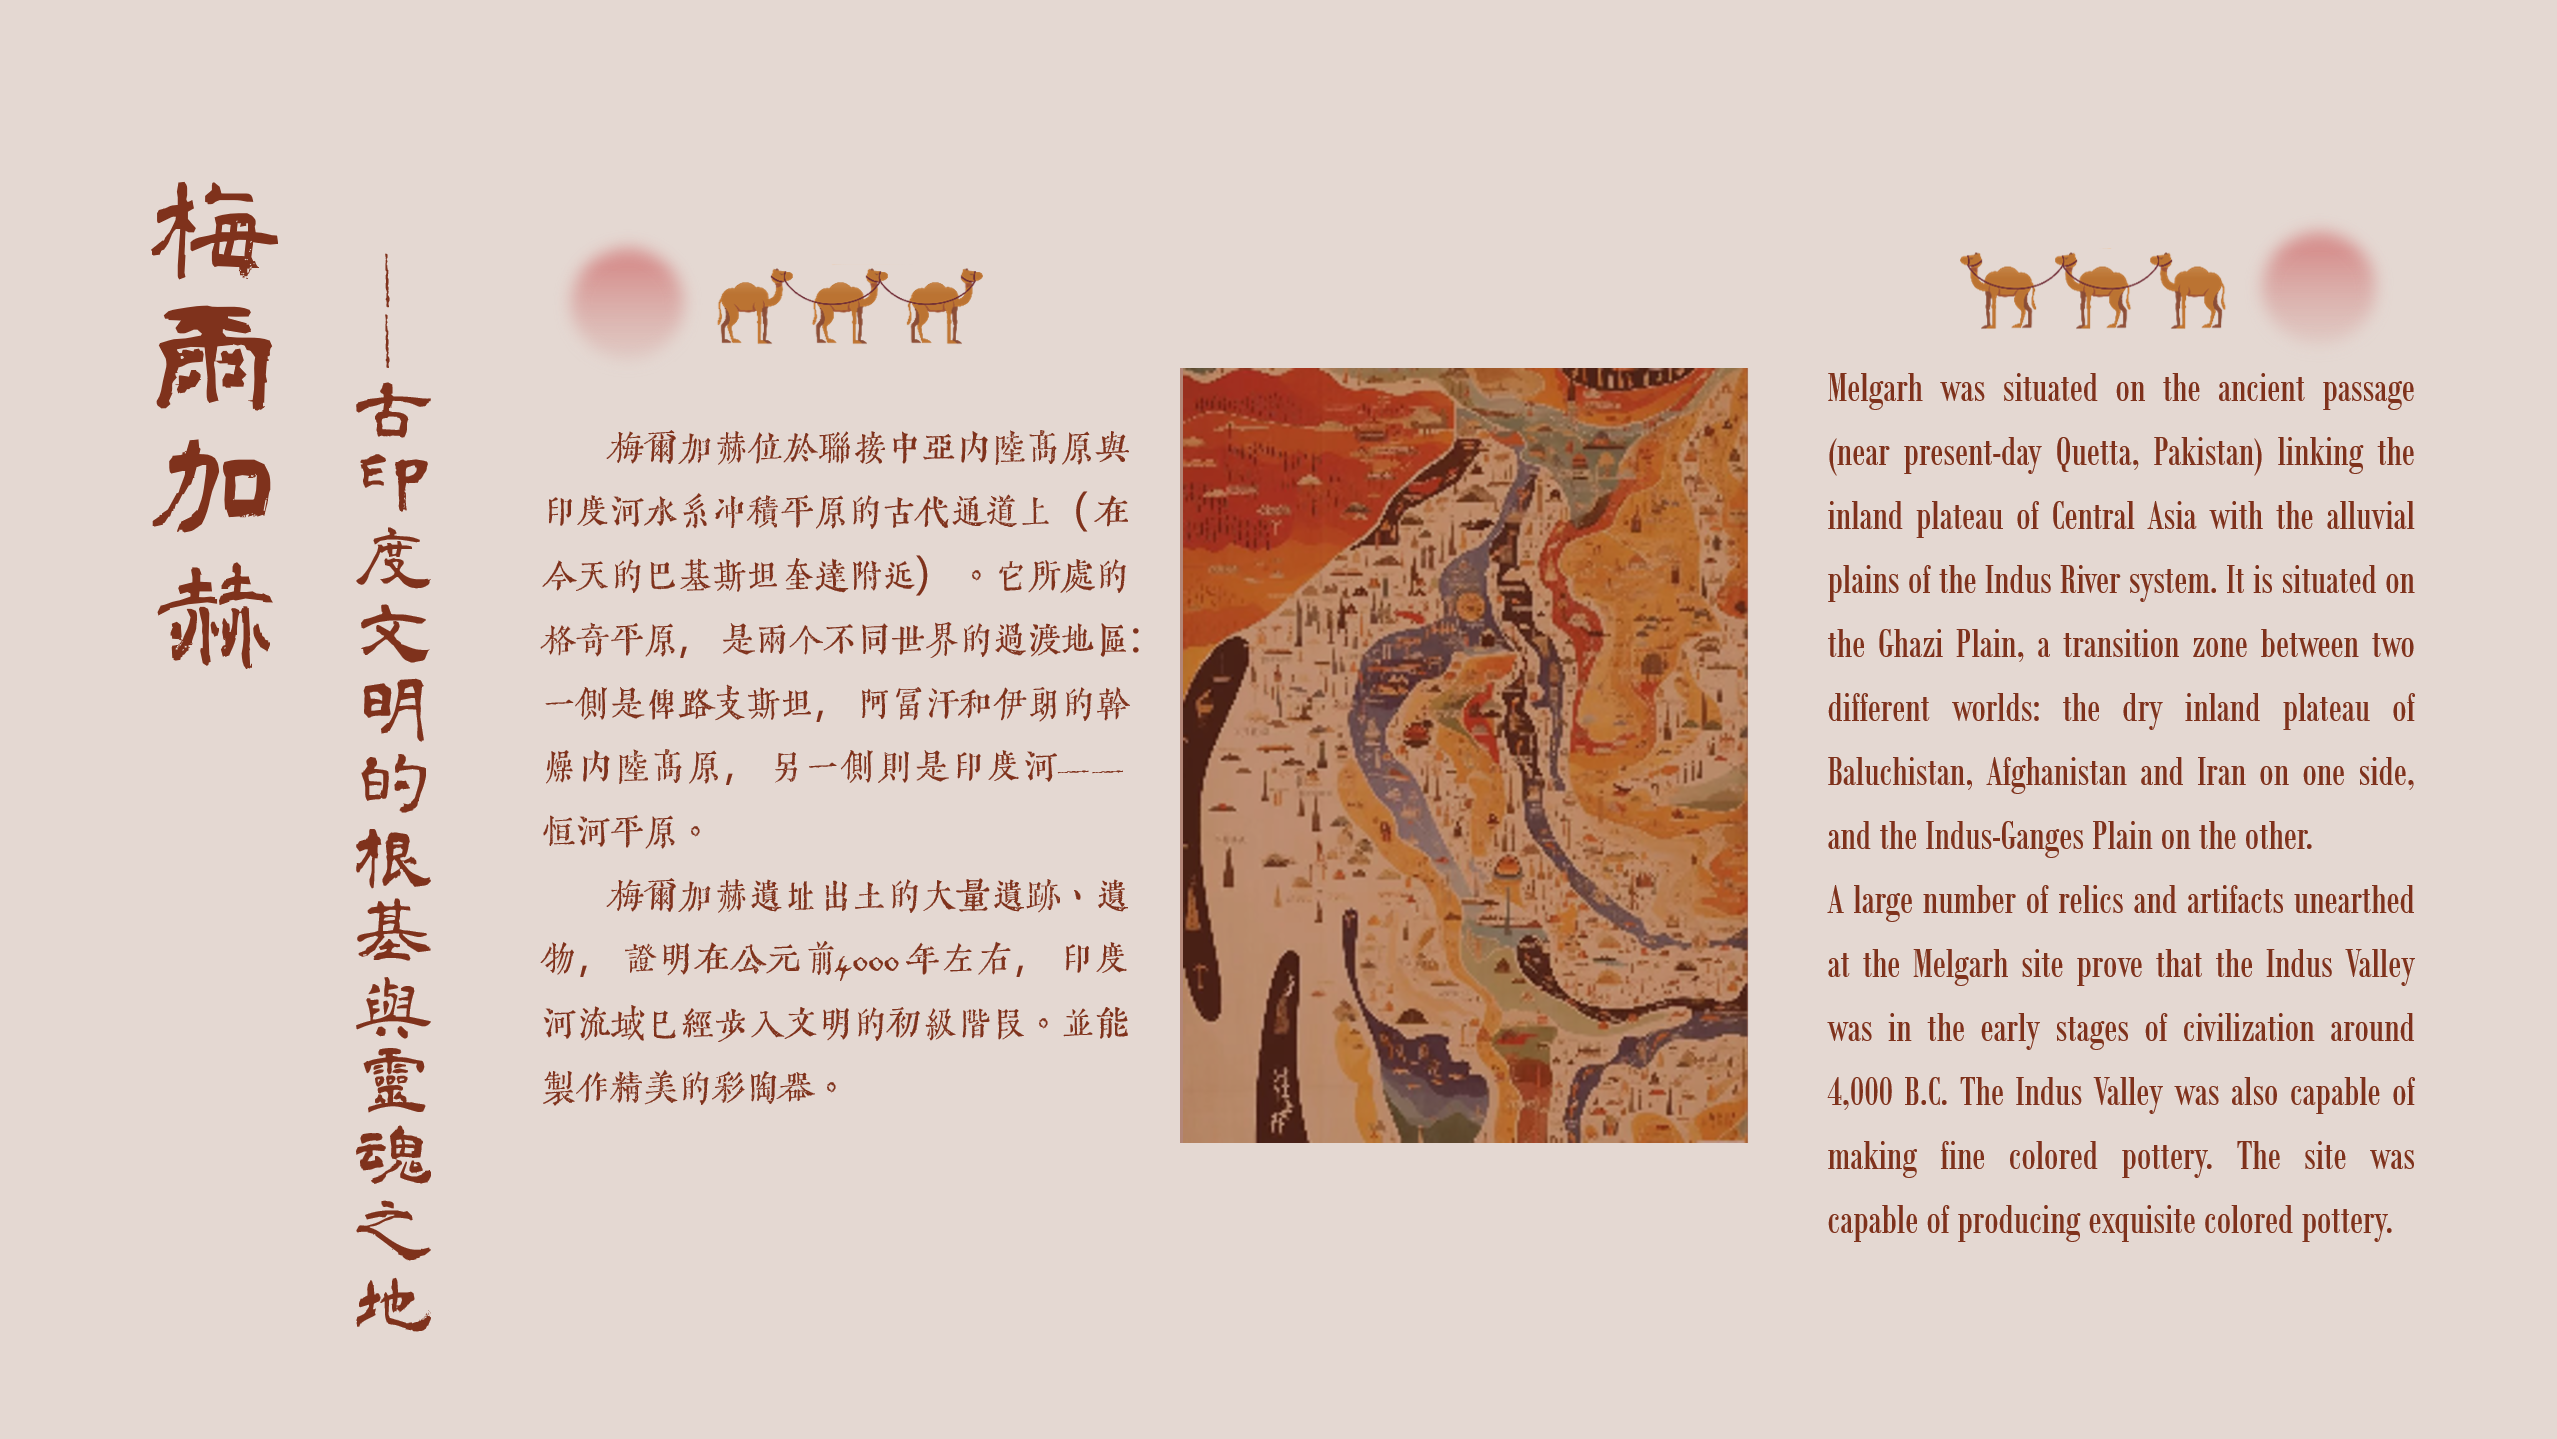 梅爾加赫
——古印度文明的根基與靈魂之地
梅爾加赫位於聯接中亞内陸髙原與
印度河水系冲積平原的古代通道上（在
今天的巴基斯坦奎達附近）。它所處的
格奇平原，是兩个不同世界的過渡地區：
一側是俾路支斯坦，阿富汗和伊朗的幹
燥内陸髙原，另一側則是印度河——
恒河平原。
梅爾加赫遺址出土的大量遺跡、遺
物，證明在公元前4000年左右，印度
河流域已經步入文明的初級階段。並能
製作精美的彩陶器。
Melgarh was situated on the ancient passage
(near present-day Quetta, Pakistan) linking the
inland plateau of Central Asia with the alluvial
plains of the Indus River system. It is situated on
the Ghazi Plain, a transition zone between two
different worlds: the dry inland plateau of
Baluchistan, Afghanistan and Iran on one side,
and the Indus-Ganges Plain on the other.
A large number of relics and artifacts unearthed
at the Melgarh site prove that the Indus Valley
was in the early stages of civilization around
4,000 B.C. The Indus Valley was also capable of
making fine colored pottery. The site was
capable of producing exquisite colored pottery.